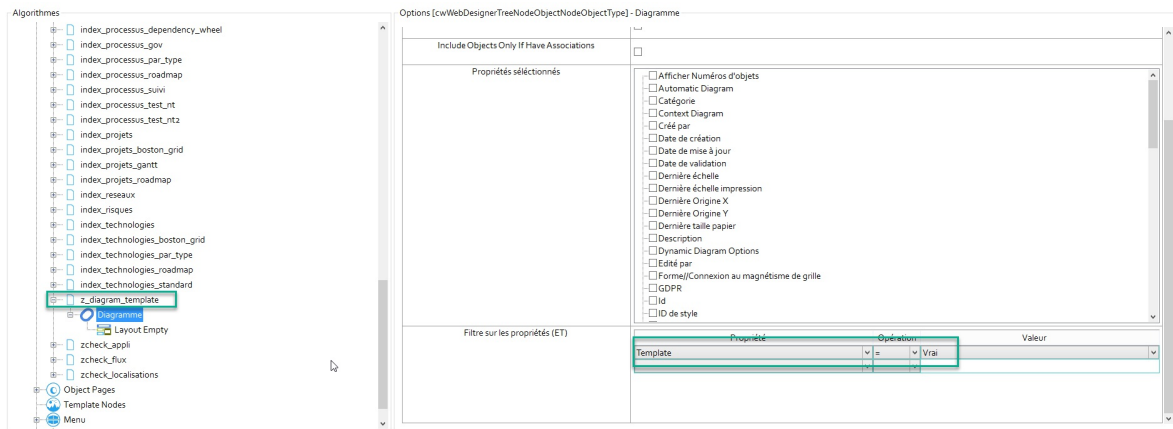 Algorithmes
index_processus_dependency_wheel
index_processus_gov
index_processus_par_type
index_processus_roadmap
index_processus_suivi
index_processus_test_nt
index_processus_test_nt2
index_projets
index_projets_boston_grid
index_projets_gantt
index_projets_roadmap
index_reseaux
index_risques
index_technologies
index_technologies_boston_grid
index_technologies_par_type
index_technologies_roadmap
index_technologies_standard
z_diagram_template
Diagramme
Layout Empty
zcheck_appli
zcheck_flux
zcheck_localisations
Object Pages
Template Nodes
Menu
Options [cwWebDesignerTreeNodeObjectNodeObjectType] - Diagramme
Include Objects Only If Have Associations
Propriétés séléctionnés
Afficher Numéros d'objets
Automatic Diagram
Catégorie
Context Diagram
Créé par
Date de création
Date de mise à jour
Date de validation
Dernière échelle
Dernière échelle impression
Dernière Origine X
Dernière Origine Y
Dernière taille papier
Description
Dynamic Diagram Options
Edité par
Forme//Connexion au magnétisme de grille
GDPR
Id
ID de style
Filtre sur les propriétés (ET)
Propriété Opération Valeur
Template = Vrai